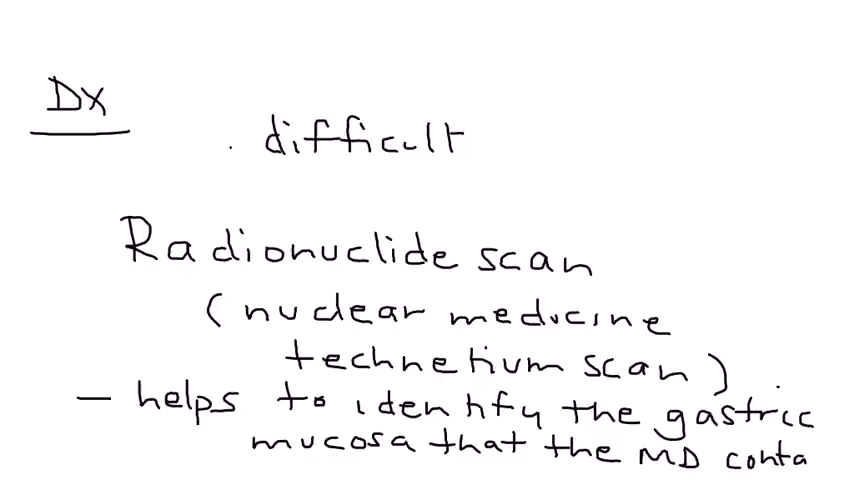 Dx
. difficult
Radionuclide scan
(nuclear medicine
technetium scan)
— helps to identify the gastric
mucosa that the MD conta